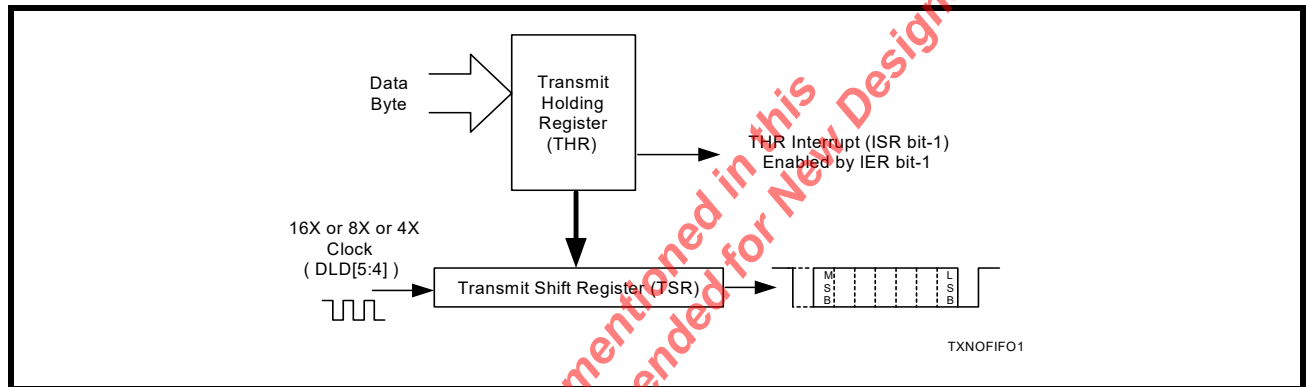 Data
Byte
Transmit
Holding
Register
(THR)
THR Interrupt (ISR bit-1)
Enabled by IER bit-1
16X or 8X or 4X
Clock
( DLD[5:4] )
Transmit Shift Register (TSR)
M
S
B
L
S
B
TXNOFIFO1
mentioned in this
ended for New Design